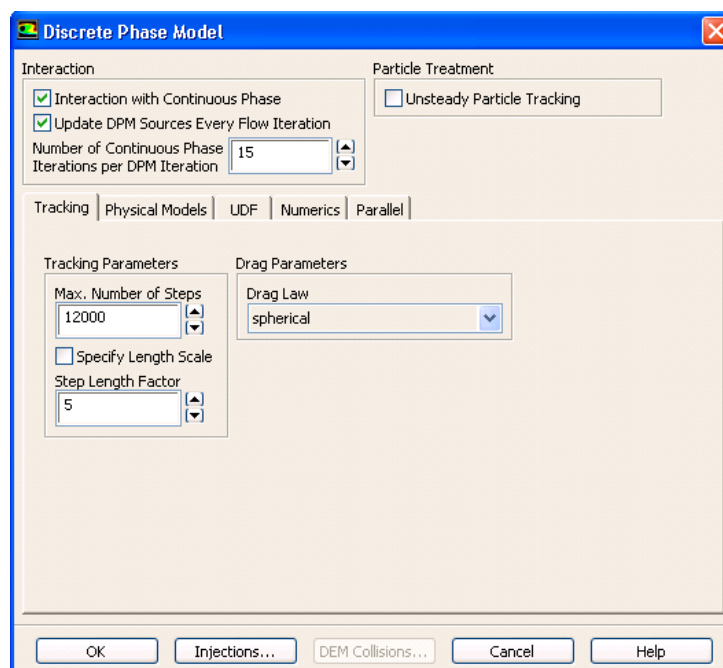 Discrete Phase Model
Interaction
Interaction with Continuous Phase
Update DPM Sources Every Flow Iteration
Number of Continuous Phase
Iterations per DPM Iteration
15
Particle Treatment
Unsteady Particle Tracking
Tracking Physical Models UDF Numerics Parallel
Tracking Parameters
Max. Number of Steps
12000
Specify Length Scale
Step Length Factor
5
Drag Parameters
Drag Law
spherical
OK Injections... DEM Collisions... Cancel Help